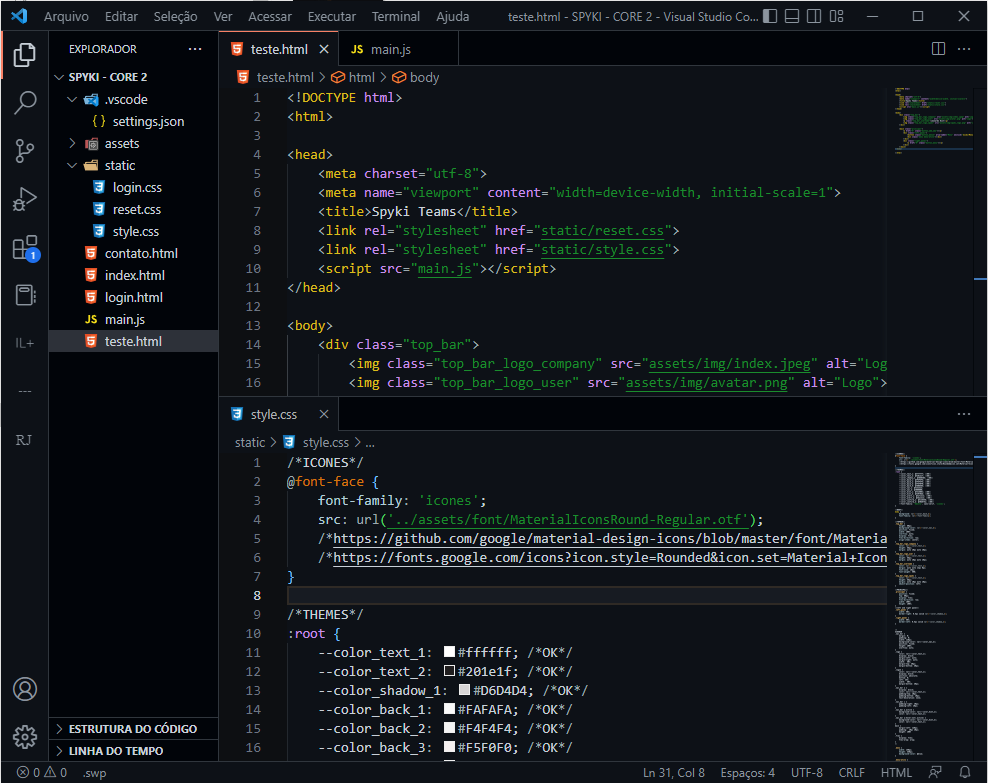 Arquivo Editar Seleção Ver Acessar Executar Terminal Ajuda teste.html - SPYKI - CORE 2 - Visual Studio Co...
EXPLORADOR ...
SPYKI - CORE 2
.vscode
{ } settings.json
assets
static
login.css
reset.css
style.css
contato.html
index.html
login.html
JS main.js
teste.html
ESTRUTURA DO CÓDIGO
LINHA DO TEMPO
1
IL+
---
RJ
teste.html JS main.js
teste.html > html > body
1 <!DOCTYPE html>
2 <html>
3
4 <head>
5 <meta charset="utf-8">
6 <meta name="viewport" content="width=device-width, initial-scale=1">
7 <title>Spyki Teams</title>
8 <link rel="stylesheet" href="static/reset.css">
9 <link rel="stylesheet" href="static/style.css">
10 <script src="main.js"></script>
11 </head>
12
13 <body>
14 <div class="top_bar">
15 <img class="top_bar_logo_company" src="assets/img/index.jpeg" alt="Log
16 <img class="top_bar_logo_user" src="assets/img/avatar.png" alt="Logo">
style.css
static > style.css > ...
1 /*ICONES*/
2 @font-face {
3 font-family: 'icones';
4 src: url('../assets/font/MaterialIconsRound-Regular.otf');
5 /*https://github.com/google/material-design-icons/blob/master/font/Materia
6 /*https://fonts.google.com/icons?icon.style=Rounded&icon.set=Material+Icon
7 }
8
9 /*THEMES*/
10 :root {
11 --color_text_1: #ffffff; /*OK*/
12 --color_text_2: #201e1f; /*OK*/
13 --color_shadow_1: #D6D4D4; /*OK*/
14 --color_back_1: #FAFAFA; /*OK*/
15 --color_back_2: #F4F4F4; /*OK*/
16 --color_back_3: #F5F0F0; /*OK*/
0 0 .swp Ln 31, Col 8 Espaços: 4 UTF-8 CRLF HTML